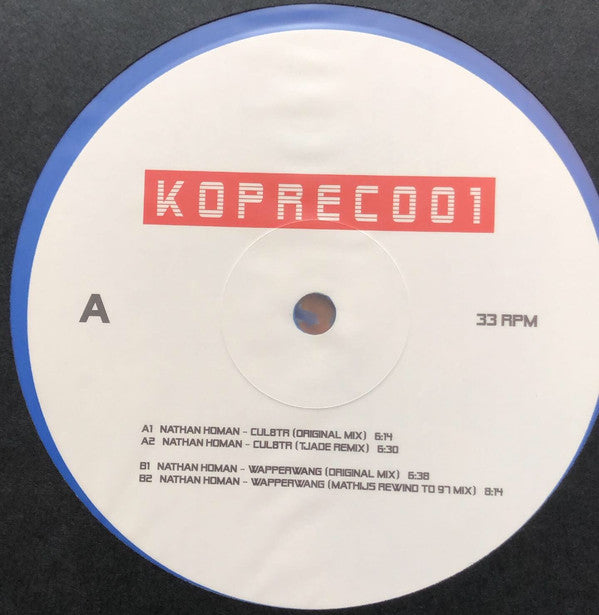 KOPREC001
A
33 RPM
A1 NATHAN HOMAN - CUL8TR (ORIGINAL MIX) 6:14
A2 NATHAN HOMAN - CUL8TR (TJADE REMIX) 6:30
B1 NATHAN HOMAN - WAPPERWANG (ORIGINAL MIX) 6:38
B2 NATHAN HOMAN - WAPPERWANG (MATHIJS REWIND TO 97 MIX) 8:14